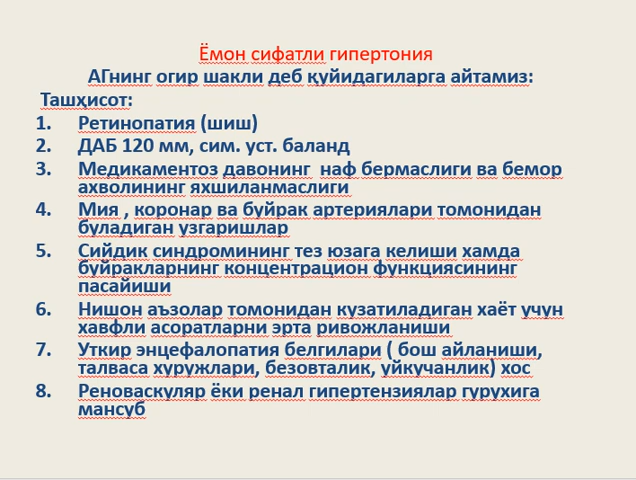 Ёмон сифатли гипертония
АГнинг огир шакли деб қуйидагиларга айтамиз:
Ташҳисот:
1. Ретинопатия (шиш)
2. ДАБ 120 мм, сим. уст. баланд
3. Медикаментоз давонинг наф бермаслиги ва бемор
ахволининг яхшиланмаслиги
4. Мия , коронар ва буйрак артериялари томонидан
буладиган узгаришлар
5. Сийдик синдромининг тез юзага келиши хамда
буйракларнинг концентрацион функциясининг
пасайиши
6. Нишон аъзолар томонидан кузатиладиган хаёт учун
хавфли асоратларни эрта ривожланиши
7. Уткир энцефалопатия белгилари ( бош айланиши,
талваса хуружлари, безовталик, уйкучанлик) хос
8. Реноваскуляр ёки ренал гипертензиялар гурухига
мансуб